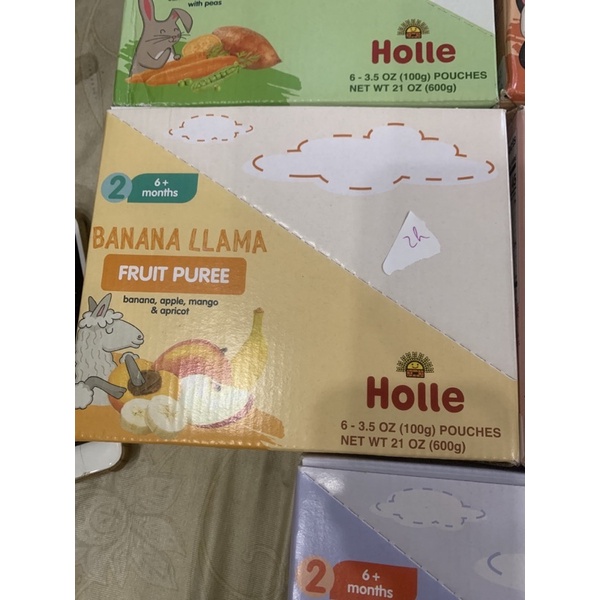 with peas
Holle
6 - 3.5 OZ (100g) POUCHES
NET WT 21 OZ (600g)
2
6+
months
BANANA LLAMA
FRUIT PUREE
banana, apple, mango
& apricot
2h
Holle
6 - 3.5 OZ (100g) POUCHES
NET WT 21 OZ (600g)
2
6+
months